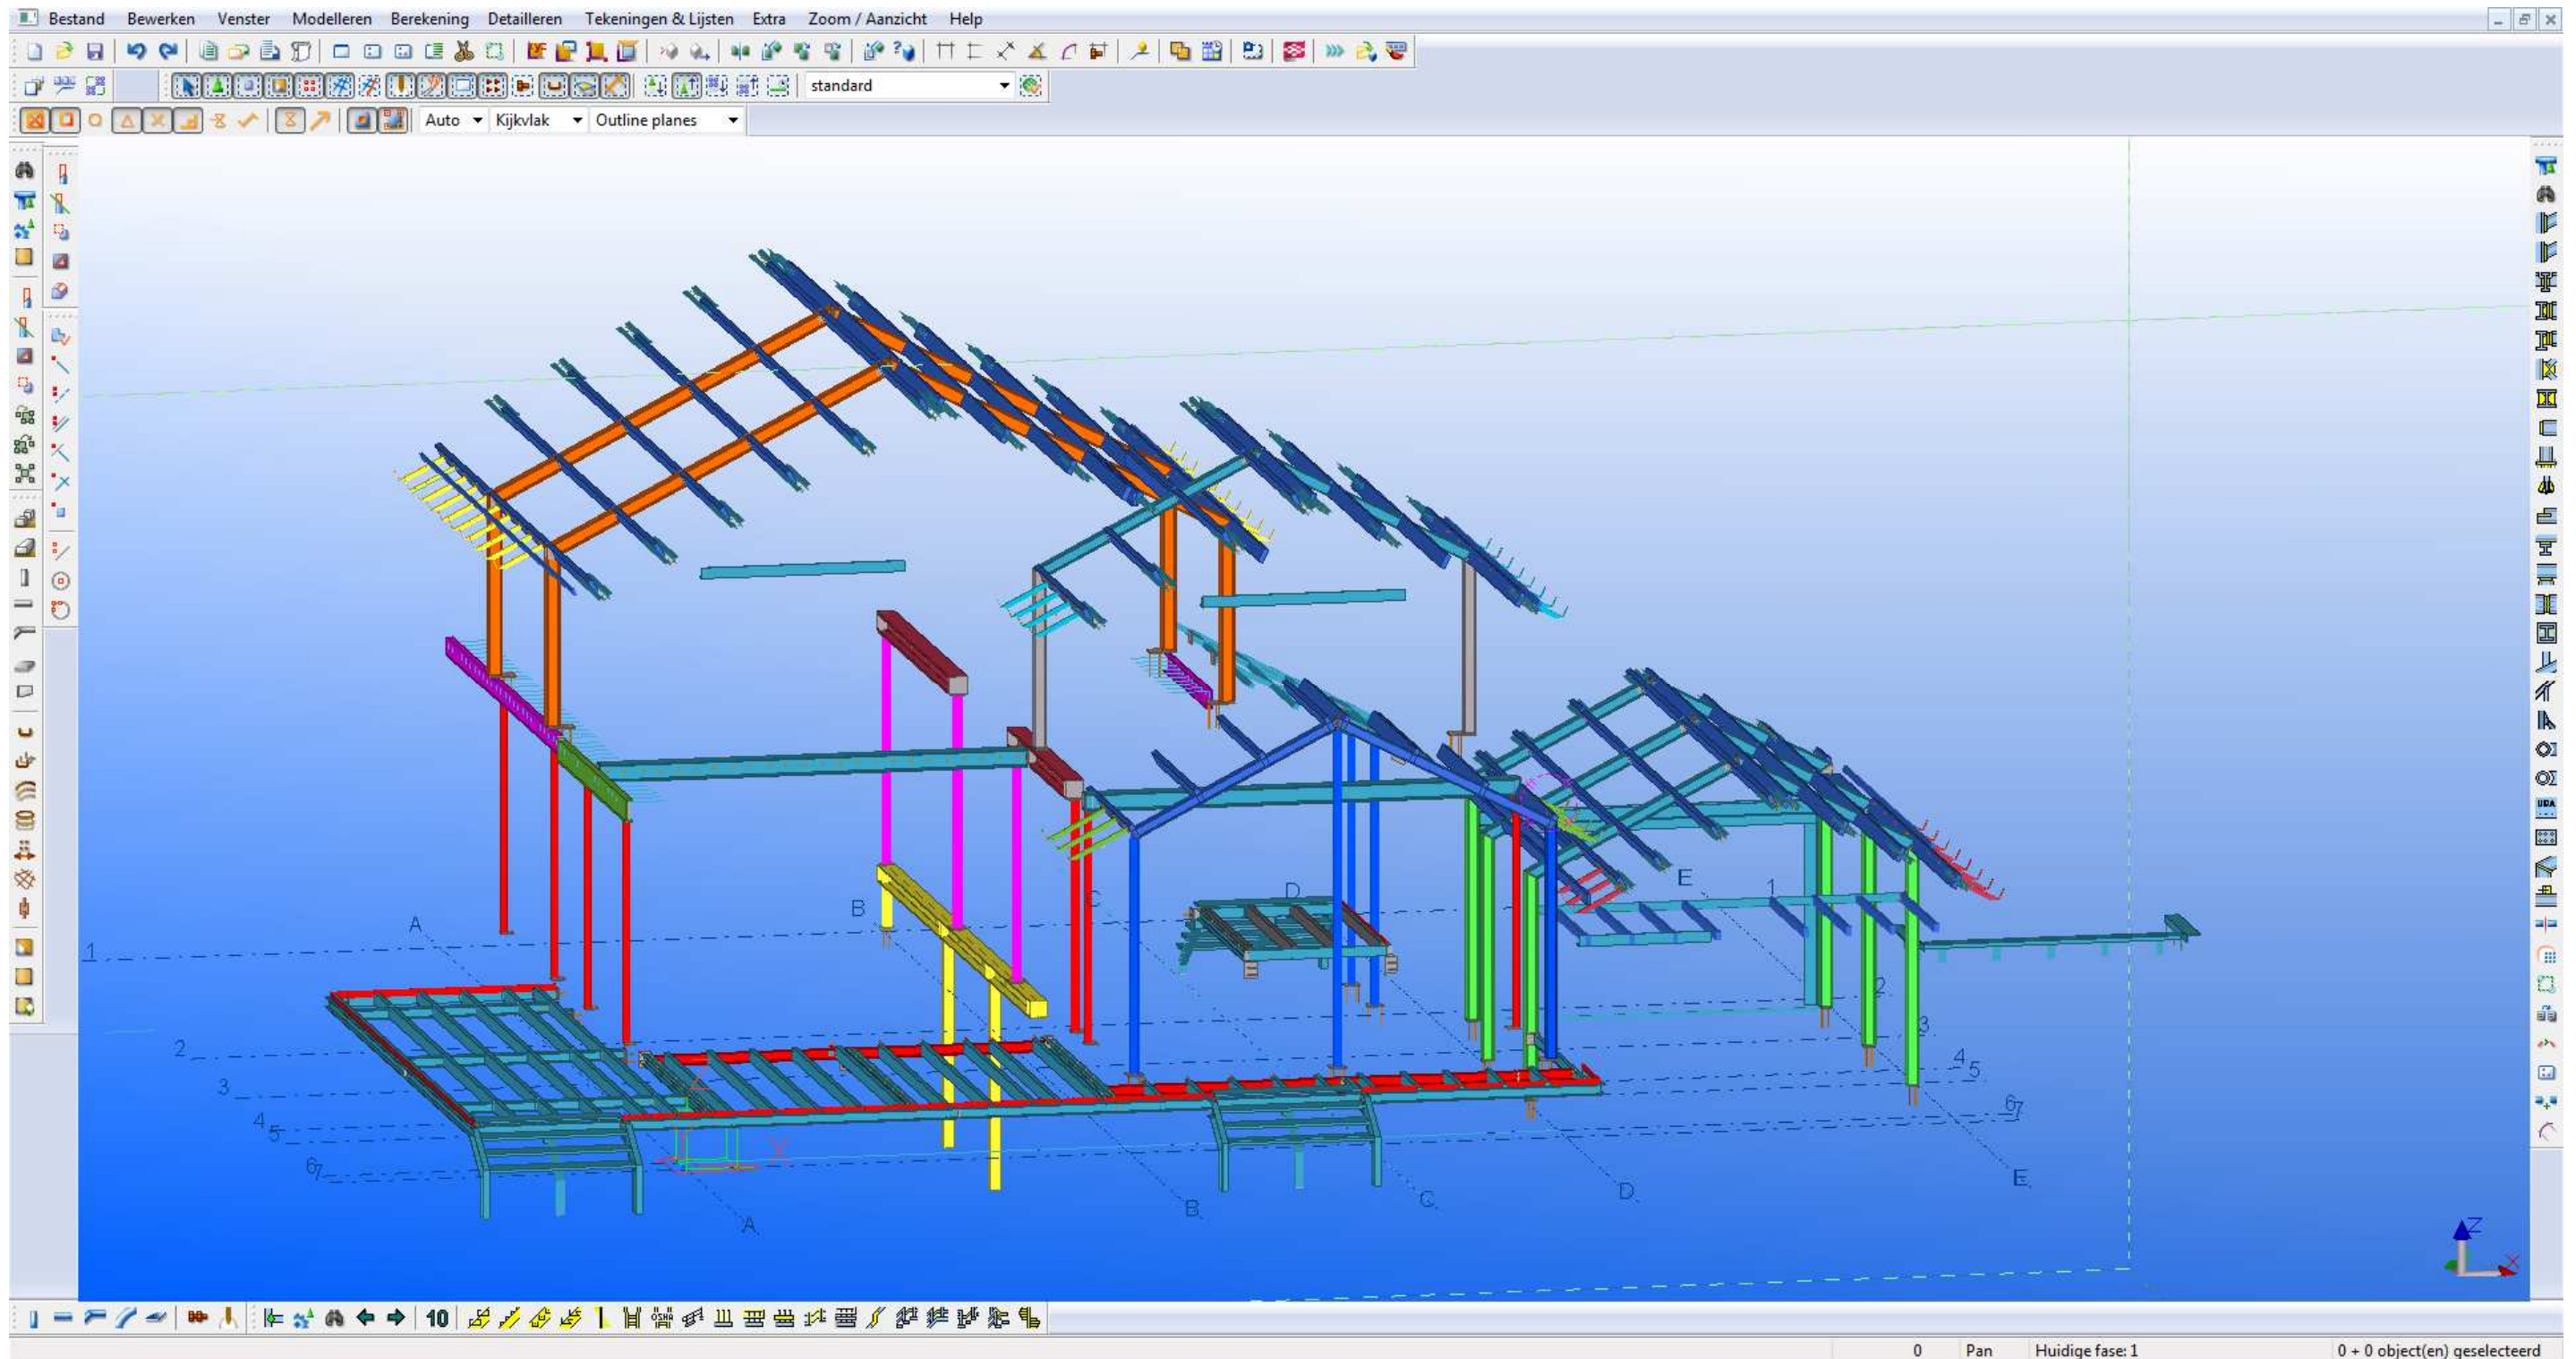 Bestand Bewerken Venster Modelleren Berekening Detailleren Tekeningen & Lijsten Extra Zoom / Aanzicht Help
standard
Auto Kijkvlak Outline planes
A B C D E 1
1
2
2
3
3
4 5
4 5
6 7
6 7
A B C D E
Y
Z
X
UDA
10
OSHA
0 Pan Huidige fase: 1 0 + 0 object(en) geselecteerd